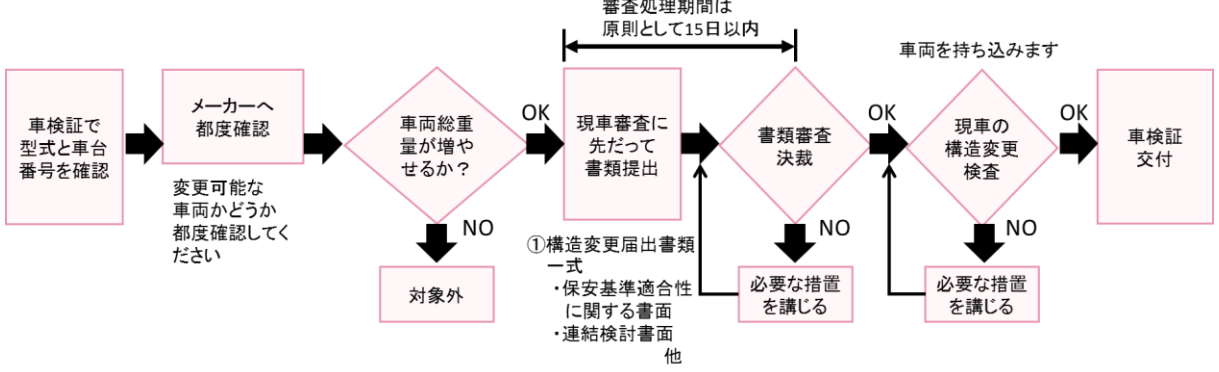 審査処理期間は
原則として15日以内
車両を持ち込みます
車検証で
型式と車台
番号を確認
メーカーへ
都度確認
変更可能な
車両かどうか
都度確認してく
ださい
車両総重
量が増や
せるか？
OK
NO
対象外
現車審査に
先だって
書類提出
①構造変更届出書類
一式
・保安基準適合性
に関する書面
・連結検討書面
他
書類審査
決裁
OK
NO
必要な措置
を講じる
現車の
構造変更
検査
OK
NO
必要な措置
を講じる
車検証
交付